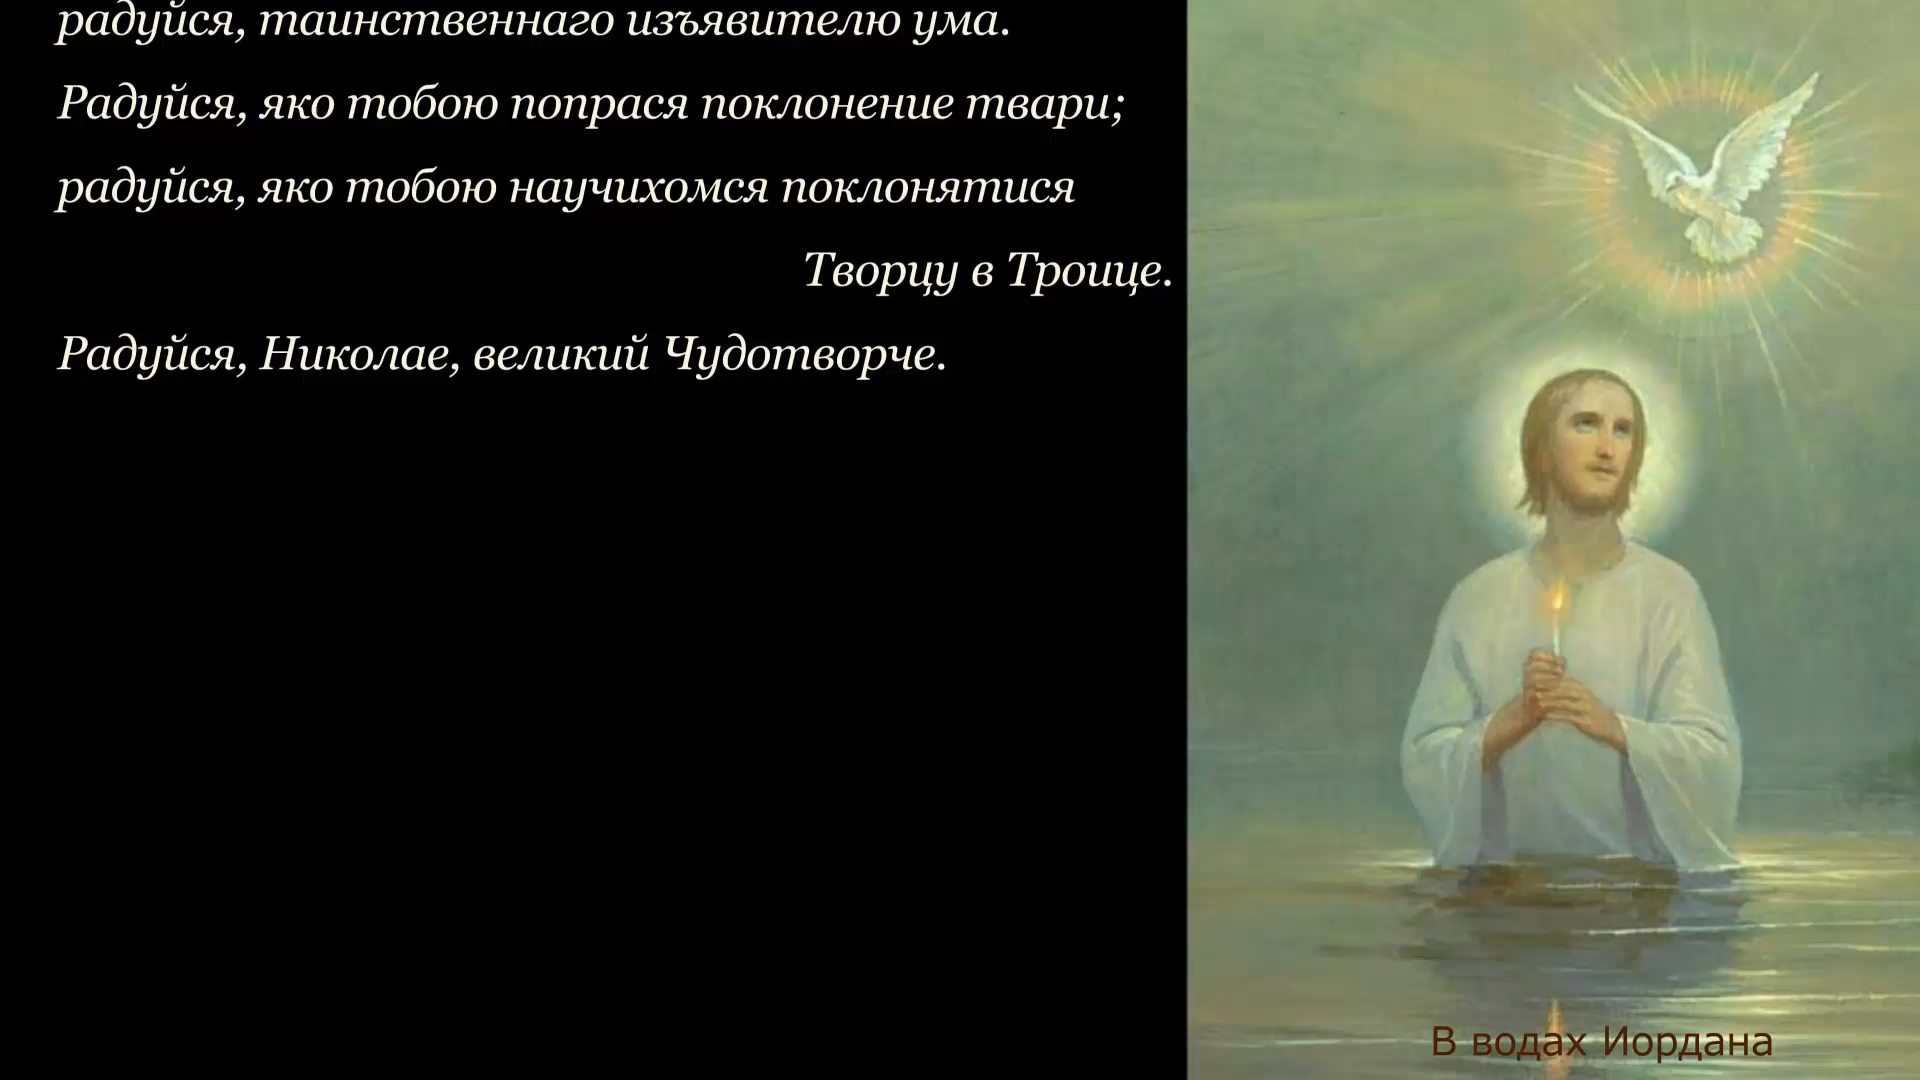 радуйся, таинственнаго изъявителю ума.
Радуйся, яко тобою попрася поклонение твари;
радуйся, яко тобою научихомся поклонятися
Творцу в Троице.
Радуйся, Николае, великий Чудотворче.
В водах Иордана